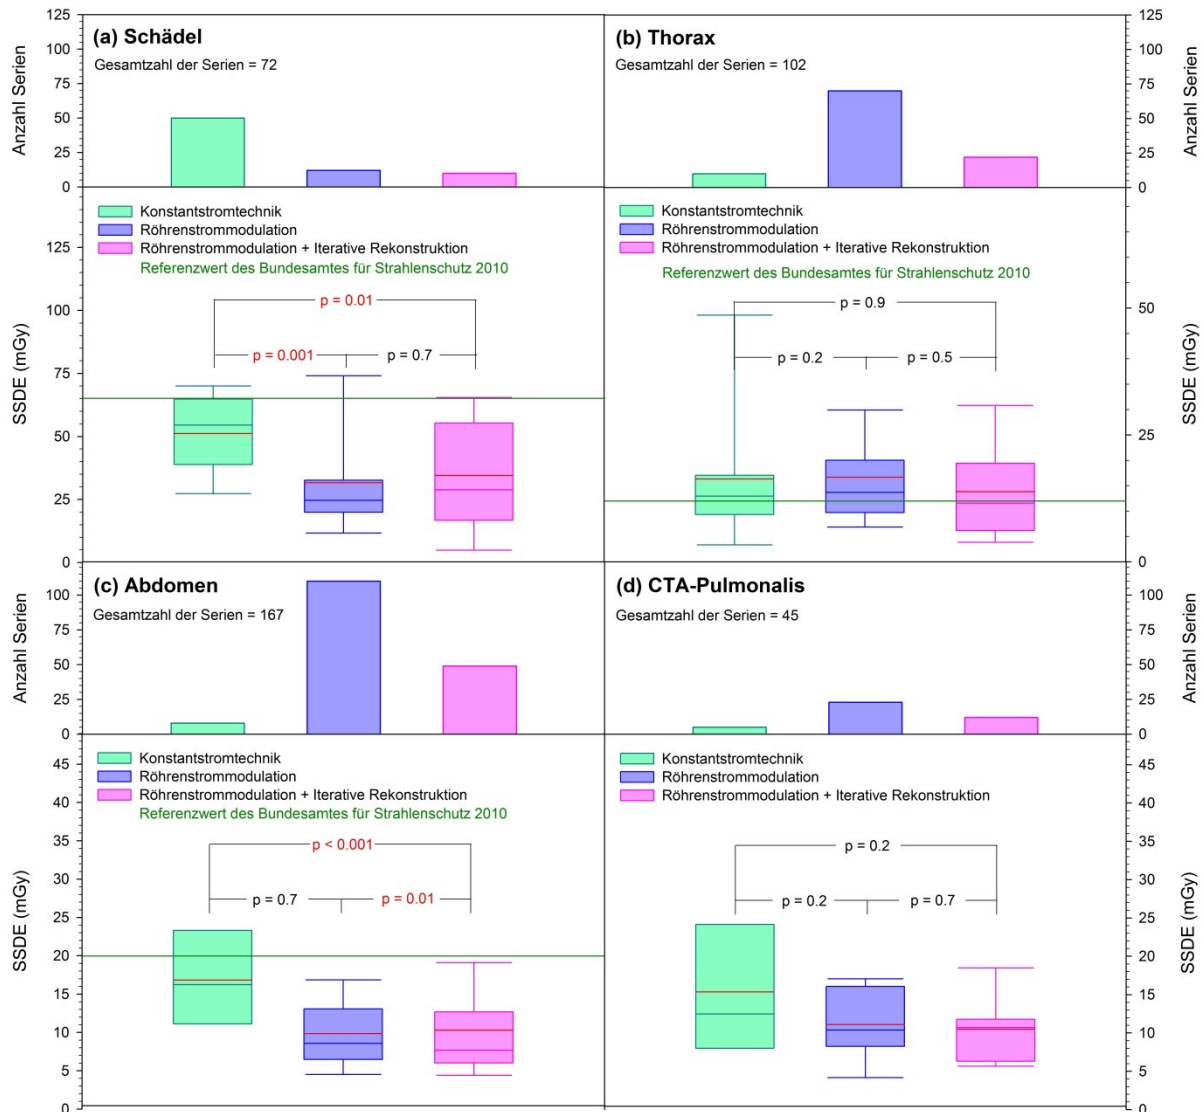 (a) Schädel
Gesamtzahl der Serien = 72
Anzahl Serien
125
100
75
50
25
0
Konstantstromtechnik
Röhrenstrommodulation
Röhrenstrommodulation + Iterative Rekonstruktion
Referenzwert des Bundesamtes für Strahlenschutz 2010
p = 0.01
p = 0.001
p = 0.7
SSDE (mGy)
125
100
75
50
25
0
(b) Thorax
Gesamtzahl der Serien = 102
Anzahl Serien
125
100
75
50
25
0
Konstantstromtechnik
Röhrenstrommodulation
Röhrenstrommodulation + Iterative Rekonstruktion
Referenzwert des Bundesamtes für Strahlenschutz 2010
p = 0.9
p = 0.2
p = 0.5
SSDE (mGy)
50
25
0
(c) Abdomen
Gesamtzahl der Serien = 167
Anzahl Serien
100
75
50
25
0
Konstantstromtechnik
Röhrenstrommodulation
Röhrenstrommodulation + Iterative Rekonstruktion
Referenzwert des Bundesamtes für Strahlenschutz 2010
p < 0.001
p = 0.7
p = 0.01
SSDE (mGy)
45
40
35
30
25
20
15
10
5
0
(d) CTA-Pulmonalis
Gesamtzahl der Serien = 45
Anzahl Serien
100
75
50
25
0
Konstantstromtechnik
Röhrenstrommodulation
Röhrenstrommodulation + Iterative Rekonstruktion
p = 0.2
p = 0.2
p = 0.7
SSDE (mGy)
45
40
35
30
25
20
15
10
5
0